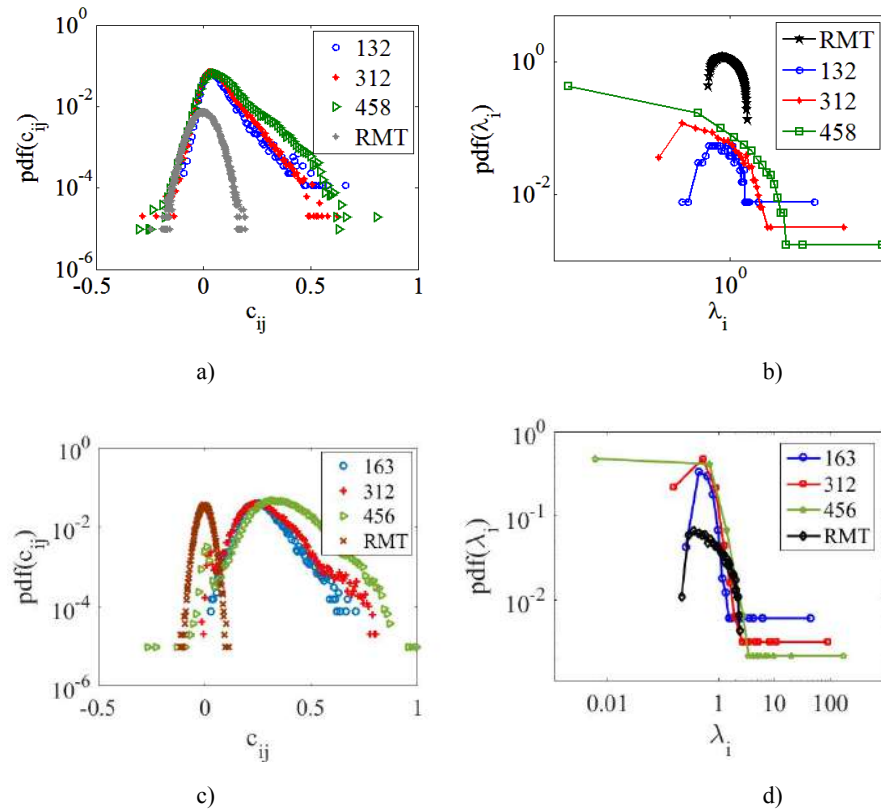 10^0
10^-2
10^-4
10^-6
-0.5
0
0.5
1
pdf(c_ij)
c_ij
132
312
458
RMT
a)
10^0
10^-2
10^0
pdf(λ_i)
λ_i
RMT
132
312
458
b)
10^0
10^-2
10^-4
10^-6
-0.5
0
0.5
1
pdf(c_ij)
c_ij
163
312
456
RMT
c)
10^0
10^-1
10^-2
0.01
1
10
100
pdf(λ_i)
λ_i
163
312
456
RMT
d)